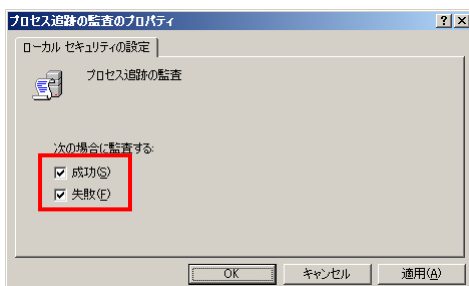 プロセス追跡の監査のプロパティ
ローカル セキュリティの設定
プロセス追跡の監査
次の場合に監査する:
成功(S)
失敗(F)
OK キャンセル 適用(A)